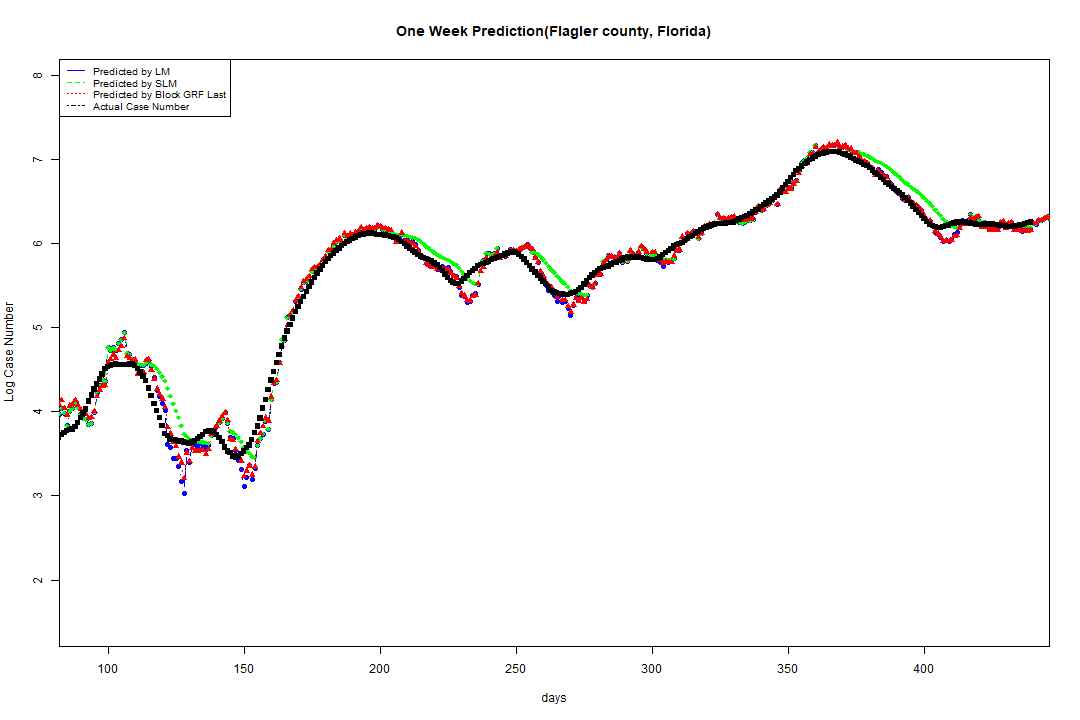 One Week Prediction(Flagler county, Florida)
Predicted by LM
Predicted by SLM
Predicted by Block GRF Last
Actual Case Number
8
7
6
5
4
3
2
Log Case Number
100 150 200 250 300 350 400
days